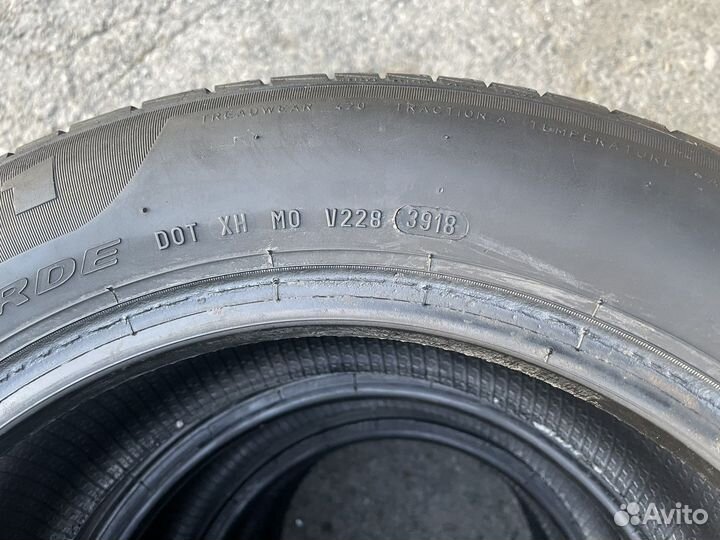 TREADWEAR 420 TRACTION A TEMPERATURE
DOT XH M0 V228 3918
RDE
Avito